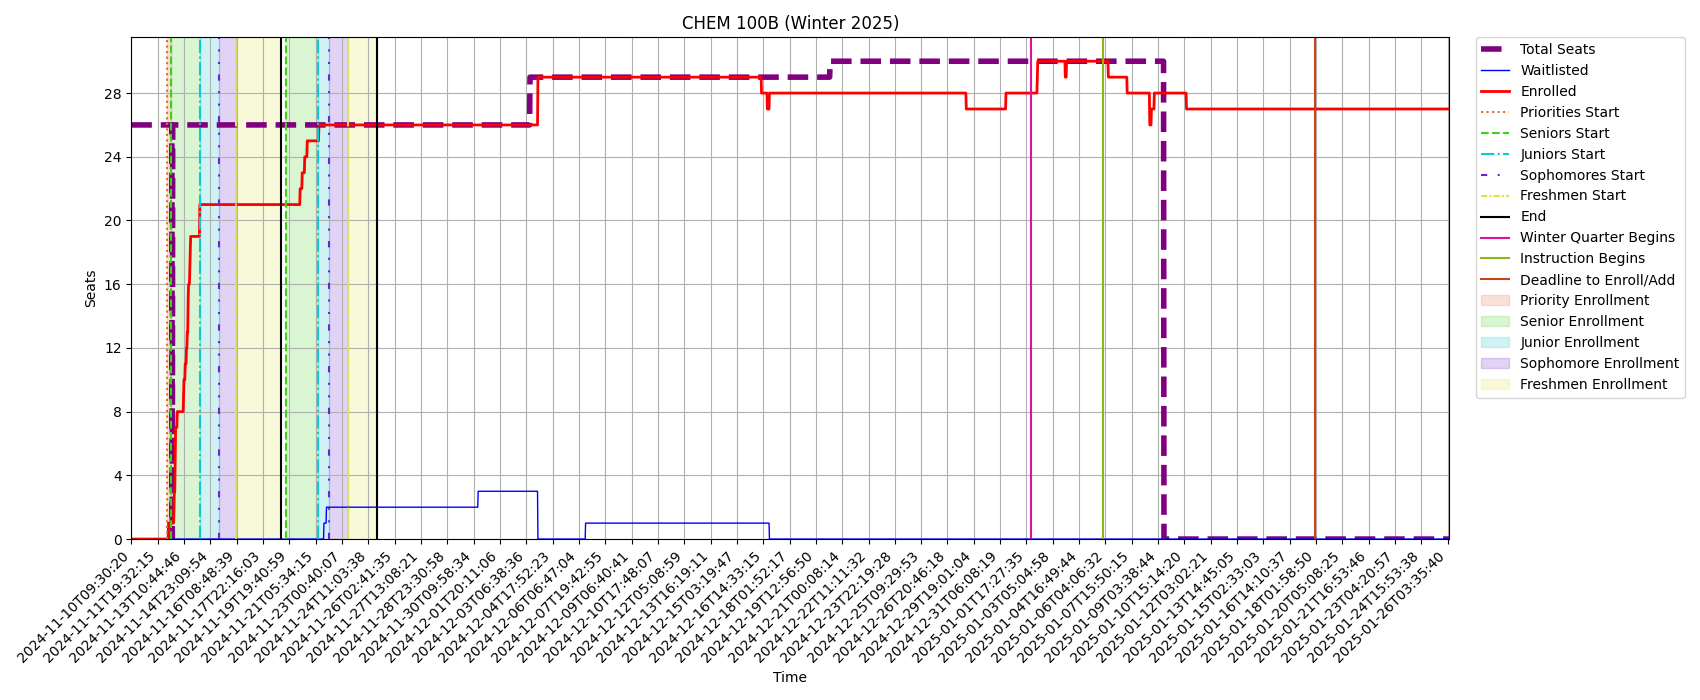 CHEM 100B (Winter 2025)
Seats
28
24
20
16
12
8
4
0
2024-11-10T09:30:20
2024-11-11T19:32:15
2024-11-13T10:44:46
2024-11-14T23:09:54
2024-11-16T08:48:39
2024-11-17T22:16:03
2024-11-19T19:40:59
2024-11-21T05:34:15
2024-11-23T00:40:07
2024-11-24T11:03:38
2024-11-26T02:41:35
2024-11-27T13:08:21
2024-11-28T23:30:58
2024-12-01T09:58:34
2024-12-01T20:11:06
2024-12-03T06:38:36
2024-12-04T17:52:23
2024-12-06T06:47:04
2024-12-07T19:42:55
2024-12-09T06:40:41
2024-12-10T17:48:07
2024-12-12T05:08:59
2024-12-13T16:19:11
2024-12-15T03:19:47
2024-12-16T14:33:15
2024-12-18T01:52:17
2024-12-19T12:56:50
2024-12-21T00:08:14
2024-12-22T11:11:32
2024-12-23T22:19:28
2024-12-25T09:29:53
2024-12-26T20:46:18
2024-12-29T19:01:04
2024-12-31T06:08:19
2025-01-01T17:27:35
2025-01-03T05:04:58
2025-01-04T16:49:44
2025-01-06T04:06:32
2025-01-07T15:50:15
2025-01-09T03:38:44
2025-01-10T15:14:20
2025-01-12T03:02:21
2025-01-13T14:45:05
2025-01-15T02:33:03
2025-01-16T14:10:37
2025-01-18T01:58:50
2025-01-20T05:08:25
2025-01-21T16:53:46
2025-01-23T04:20:57
2025-01-24T15:53:38
2025-01-26T03:35:40
Time
Total Seats
Waitlisted
Enrolled
Priorities Start
Seniors Start
Juniors Start
Sophomores Start
Freshmen Start
End
Winter Quarter Begins
Instruction Begins
Deadline to Enroll/Add
Priority Enrollment
Senior Enrollment
Junior Enrollment
Sophomore Enrollment
Freshmen Enrollment